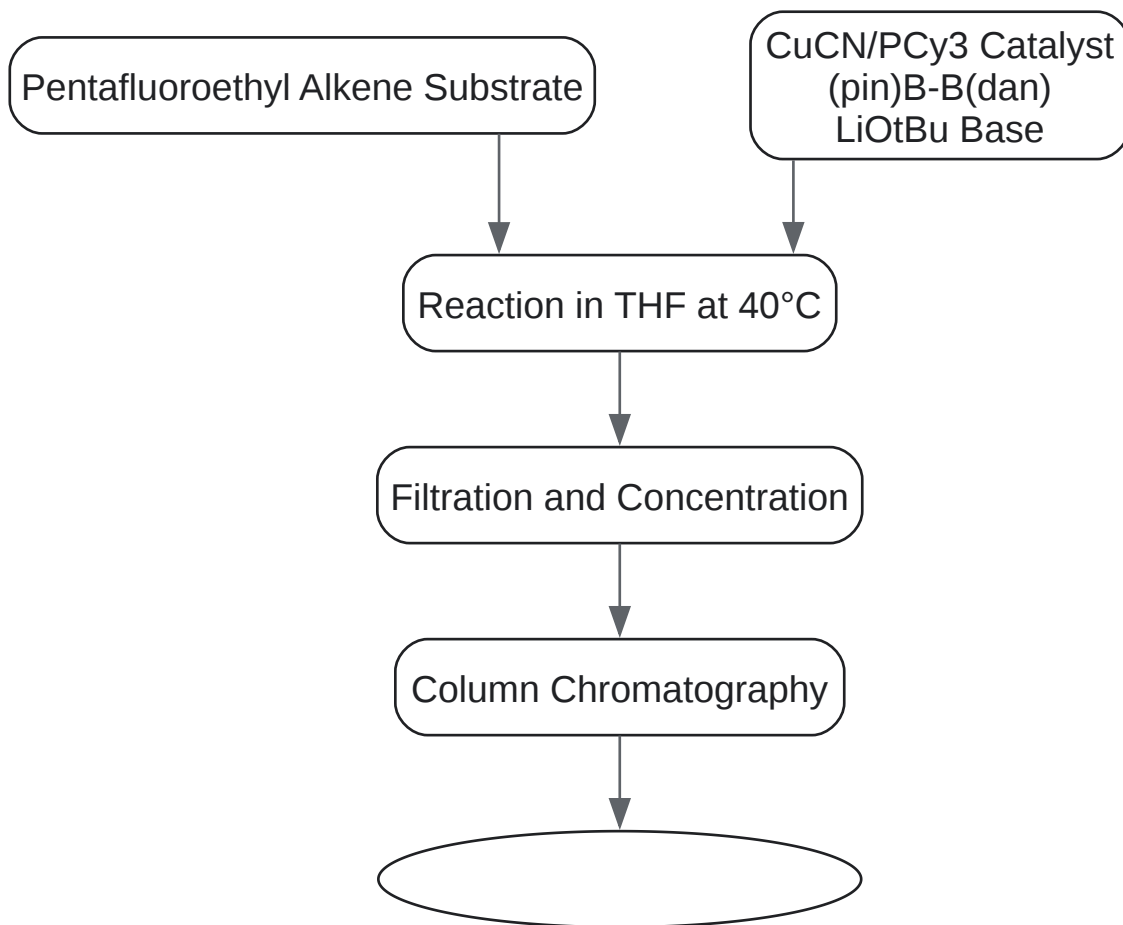 Pentafluoroethyl Alkene Substrate
CuCN/PCy3 Catalyst
(pin)B-B(dan)
LiOtBu Base
Reaction in THF at 40°C
Filtration and Concentration
Column Chromatography